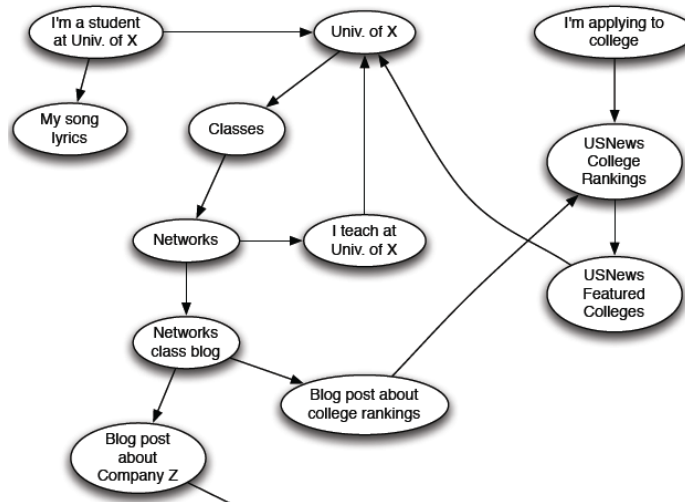 I'm a student
at Univ. of X
Univ. of X
I'm applying to
college
My song
lyrics
Classes
USNews
College
Rankings
Networks
I teach at
Univ. of X
USNews
Featured
Colleges
Networks
class blog
Blog post about
college rankings
Blog post
about
Company Z